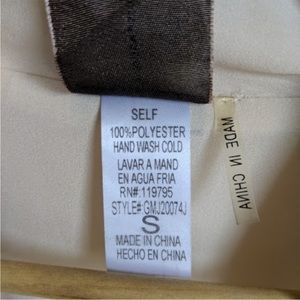 SELF
100%POLYESTER
HAND WASH COLD
LAVAR A MAND
EN AGUA FRIA
RN#:119795
STYLE#:GMJ20074J
S
MADE IN CHINA
HECHO EN CHINA
MADE IN CHINA